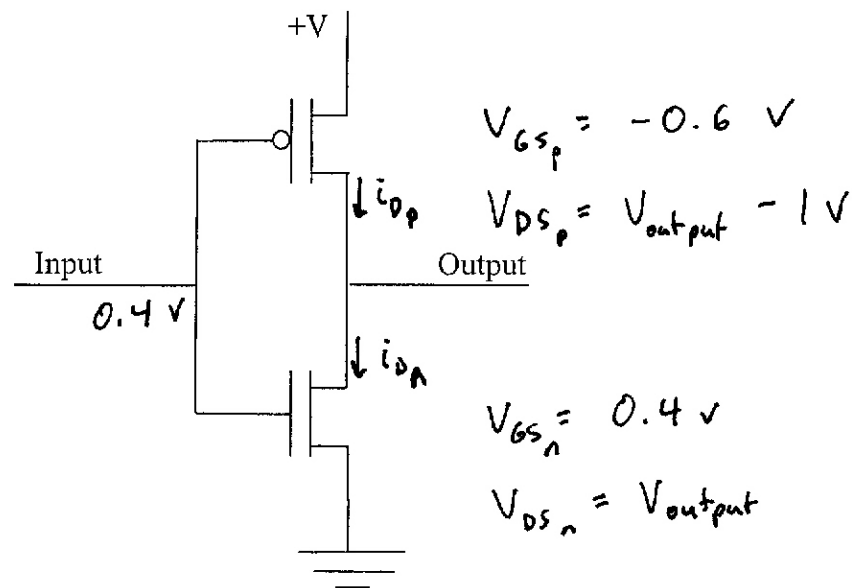 +V
V_GSp = -0.6 V
i_Dp
V_DSp = V_output - 1 V
Input
Output
0.4 V
i_Dn
V_GSn = 0.4 V
V_DSn = V_output